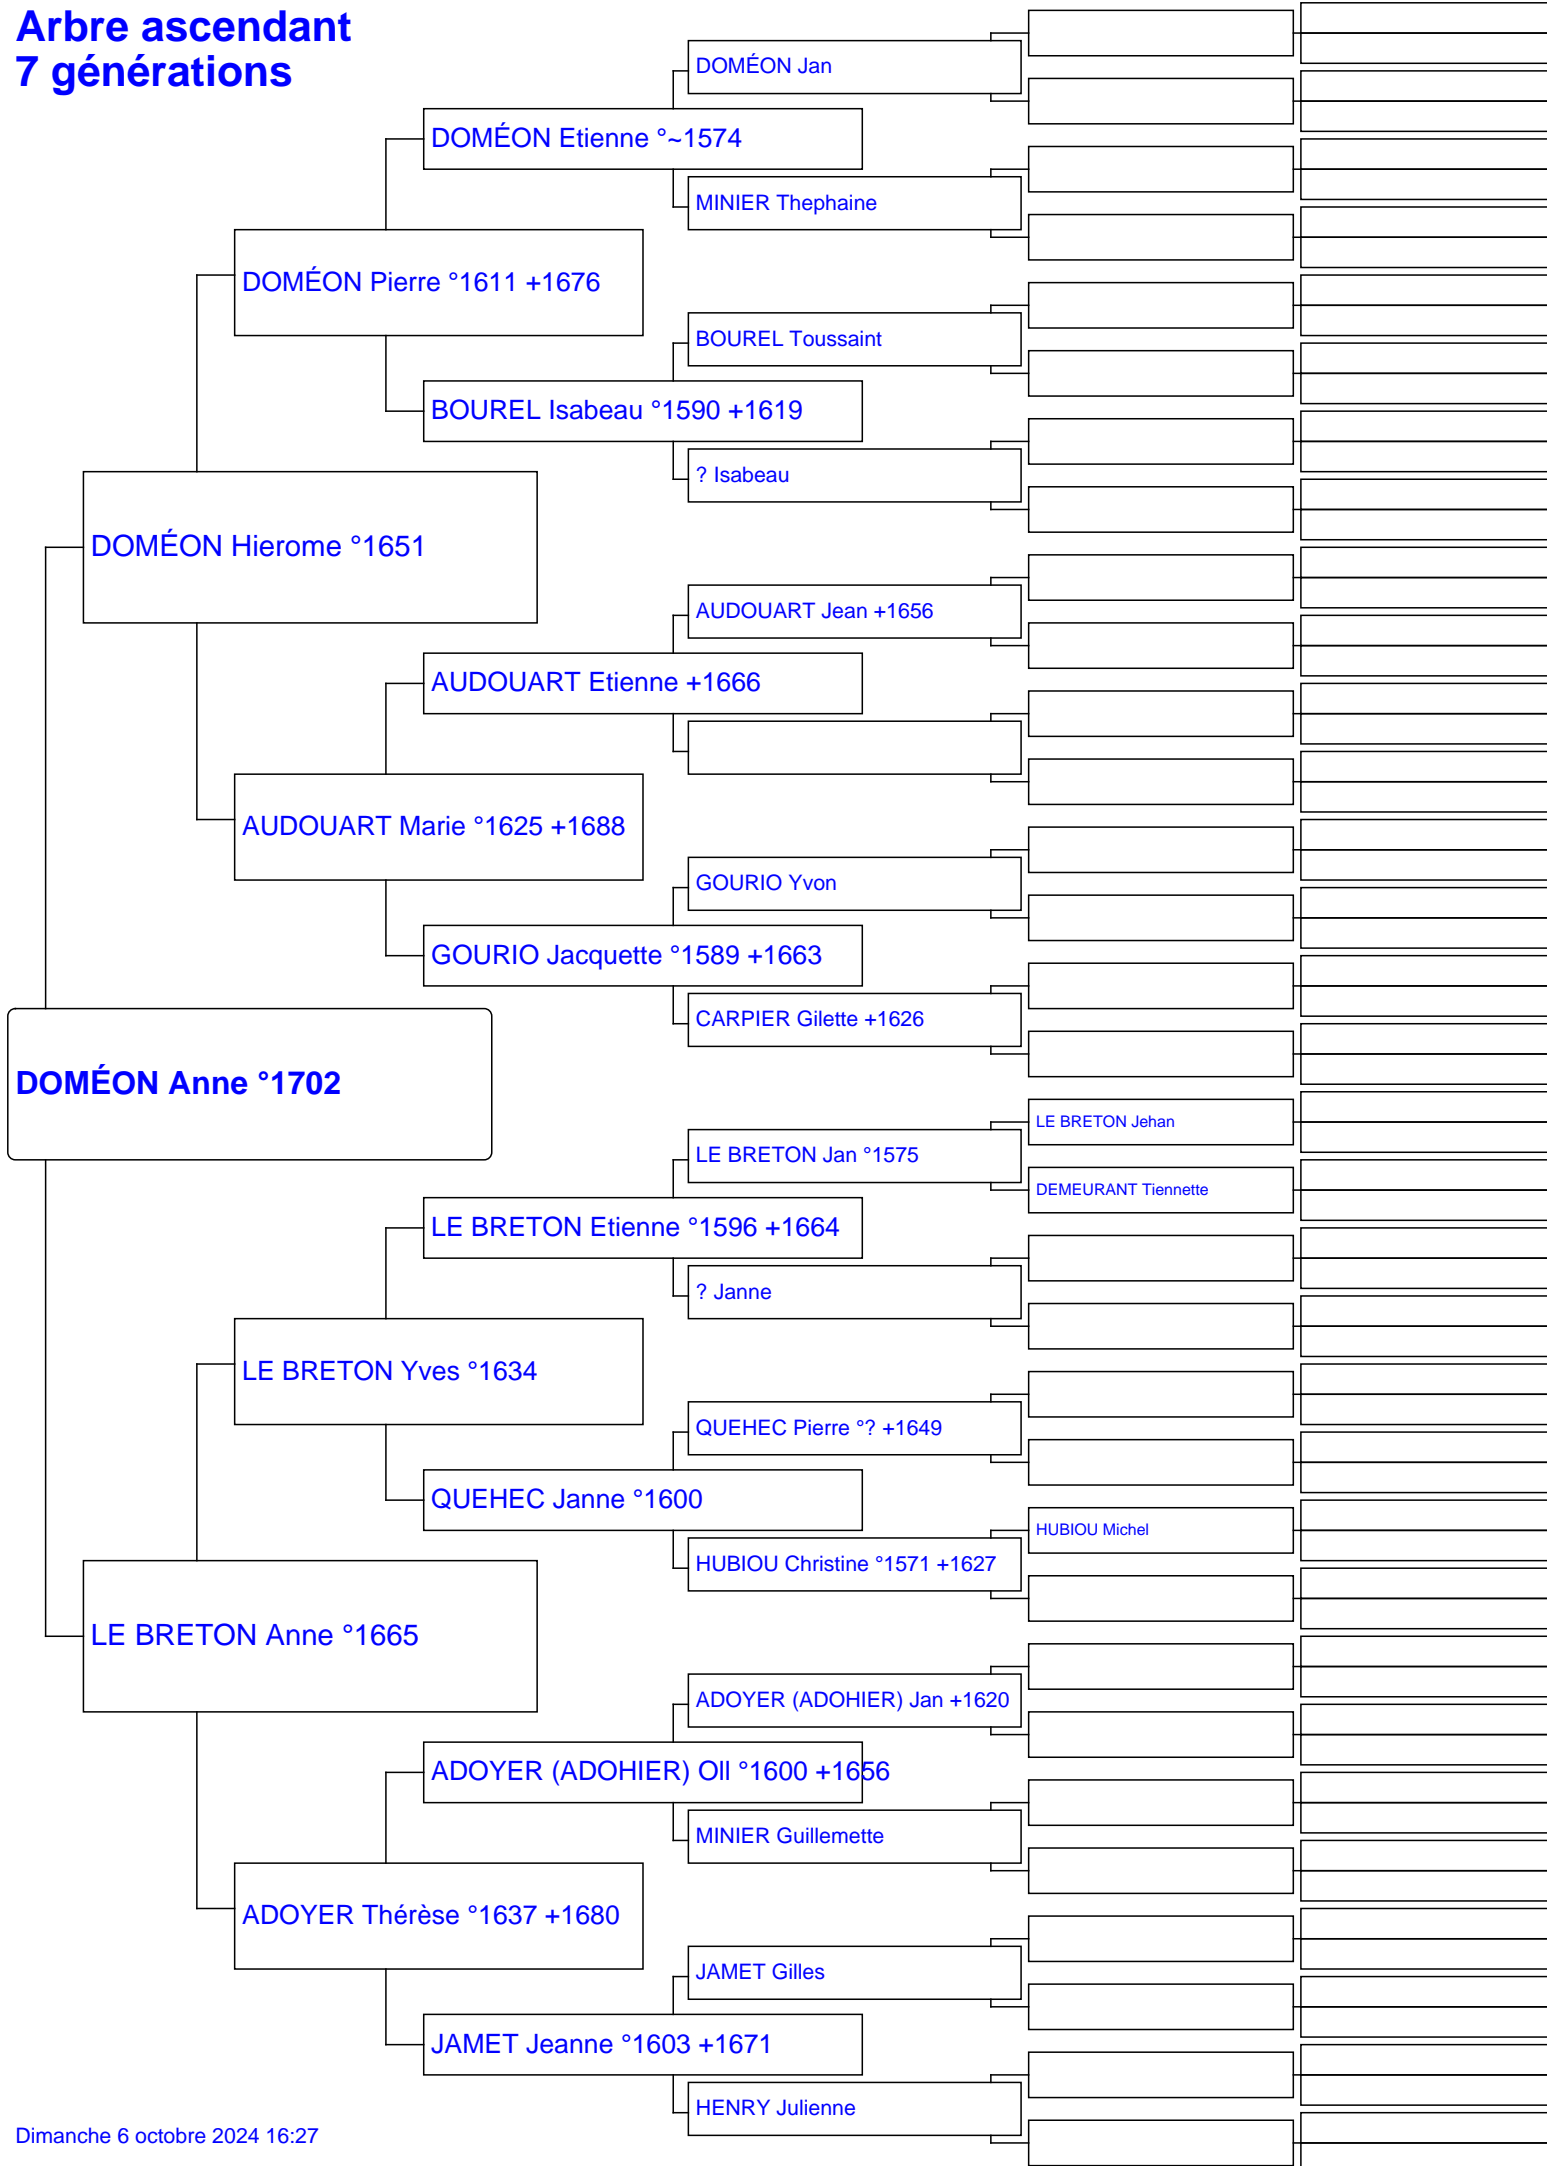 Arbre ascendant
7 générations
DOMÉON Jan
DOMÉON Etienne °~1574
MINIER Thephaine
DOMÉON Pierre °1611 +1676
BOUREL Toussaint
BOUREL Isabeau °1590 +1619
? Isabeau
DOMÉON Hierome °1651
AUDOUART Jean +1656
AUDOUART Etienne +1666
AUDOUART Marie °1625 +1688
GOURIO Yvon
GOURIO Jacquette °1589 +1663
CARPIER Gilette +1626
DOMÉON Anne °1702
LE BRETON Jehan
LE BRETON Jan °1575
DEMEURANT Tiennette
LE BRETON Etienne °1596 +1664
? Janne
LE BRETON Yves °1634
QUEHEC Pierre °? +1649
QUEHEC Janne °1600
HUBIOU Michel
HUBIOU Christine °1571 +1627
LE BRETON Anne °1665
ADOYER (ADOHIER) Jan +1620
ADOYER (ADOHIER) Oll °1600 +1656
MINIER Guillemette
ADOYER Thérèse °1637 +1680
JAMET Gilles
JAMET Jeanne °1603 +1671
HENRY Julienne
Dimanche 6 octobre 2024 16:27